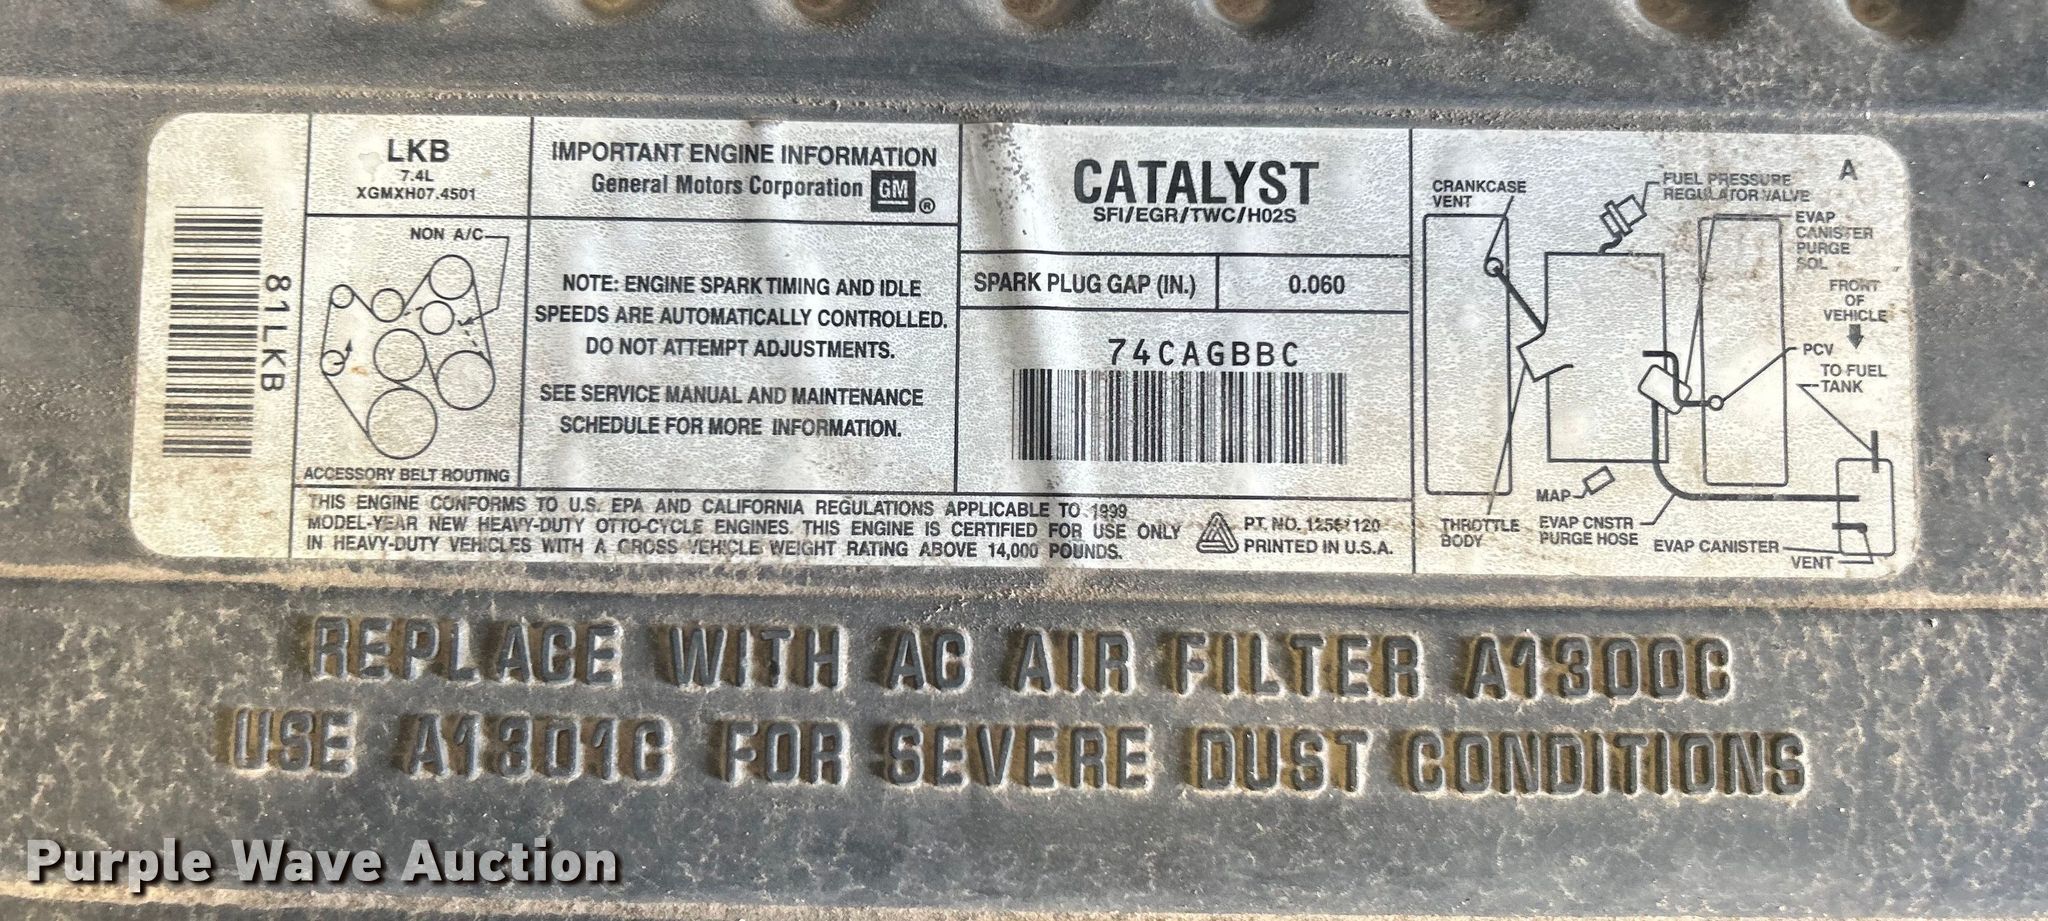 81LKB
LKB
7.4L
XGMXH07.4501
NON A/C
ACCESSORY BELT ROUTING
IMPORTANT ENGINE INFORMATION
General Motors Corporation GM ®
NOTE: ENGINE SPARK TIMING AND IDLE
SPEEDS ARE AUTOMATICALLY CONTROLLED.
DO NOT ATTEMPT ADJUSTMENTS.
SEE SERVICE MANUAL AND MAINTENANCE
SCHEDULE FOR MORE INFORMATION.
CATALYST
SFI/EGR/TWC/H02S
SPARK PLUG GAP (IN.) 0.060
74CAGBBC
THIS ENGINE CONFORMS TO U.S. EPA AND CALIFORNIA REGULATIONS APPLICABLE TO 1999
MODEL-YEAR NEW HEAVY-DUTY OTTO-CYCLE ENGINES. THIS ENGINE IS CERTIFIED FOR USE ONLY
IN HEAVY-DUTY VEHICLES WITH A GROSS VEHICLE WEIGHT RATING ABOVE 14,000 POUNDS.
PT. NO.
PRINTED IN U.S.A.
A
CRANKCASE
VENT
FUEL PRESSURE
REGULATOR VALVE
EVAP
CANISTER
PURGE
SOL
FRONT
OF
VEHICLE
PCV
TO FUEL
TANK
MAP
THROTTLE
BODY
EVAP CNSTR
PURGE HOSE
EVAP CANISTER
VENT
REPLACE WITH AC AIR FILTER A1300C
USE A1301C FOR SEVERE DUST CONDITIONS
Purple Wave Auction